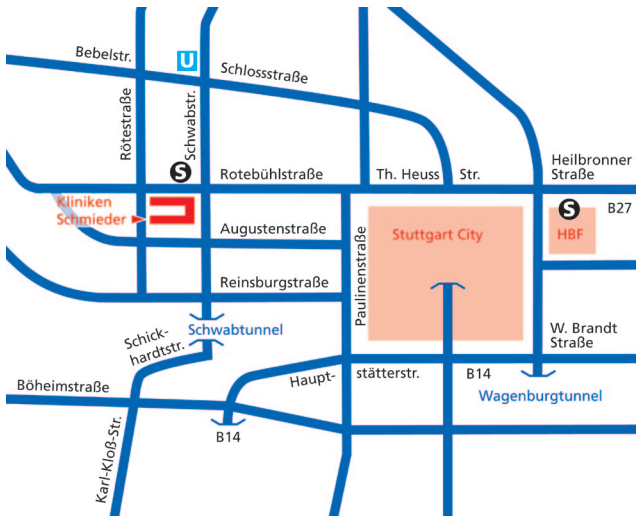 Bebelstr.
U
Schlossstraße
Rötestraße
Schwabstr.
S
Rotebühlstraße
Th. Heuss
Str.
Heilbronner
Straße
B27
Kliniken
Schmieder
S
HBF
Augustenstraße
Paulinenstraße
Stuttgart City
Reinsburgstraße
Schwabtunnel
Schick-
hardtstr.
W. Brandt
Straße
Haupt-
stätterstr.
B14
Böheimstraße
Wagenburgtunnel
B14
Karl-Kloß-Str.